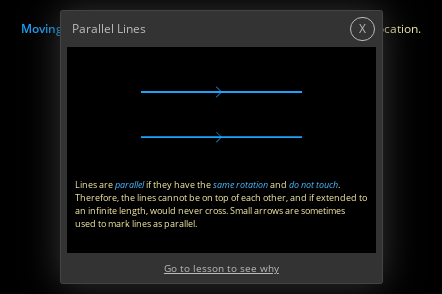 Parallel Lines
X
Moving
ocation.
Lines are parallel if they have the same rotation and do not touch.
Therefore, the lines cannot be on top of each other, and if extended to
an infinite length, would never cross. Small arrows are sometimes
used to mark lines as parallel.
Go to lesson to see why